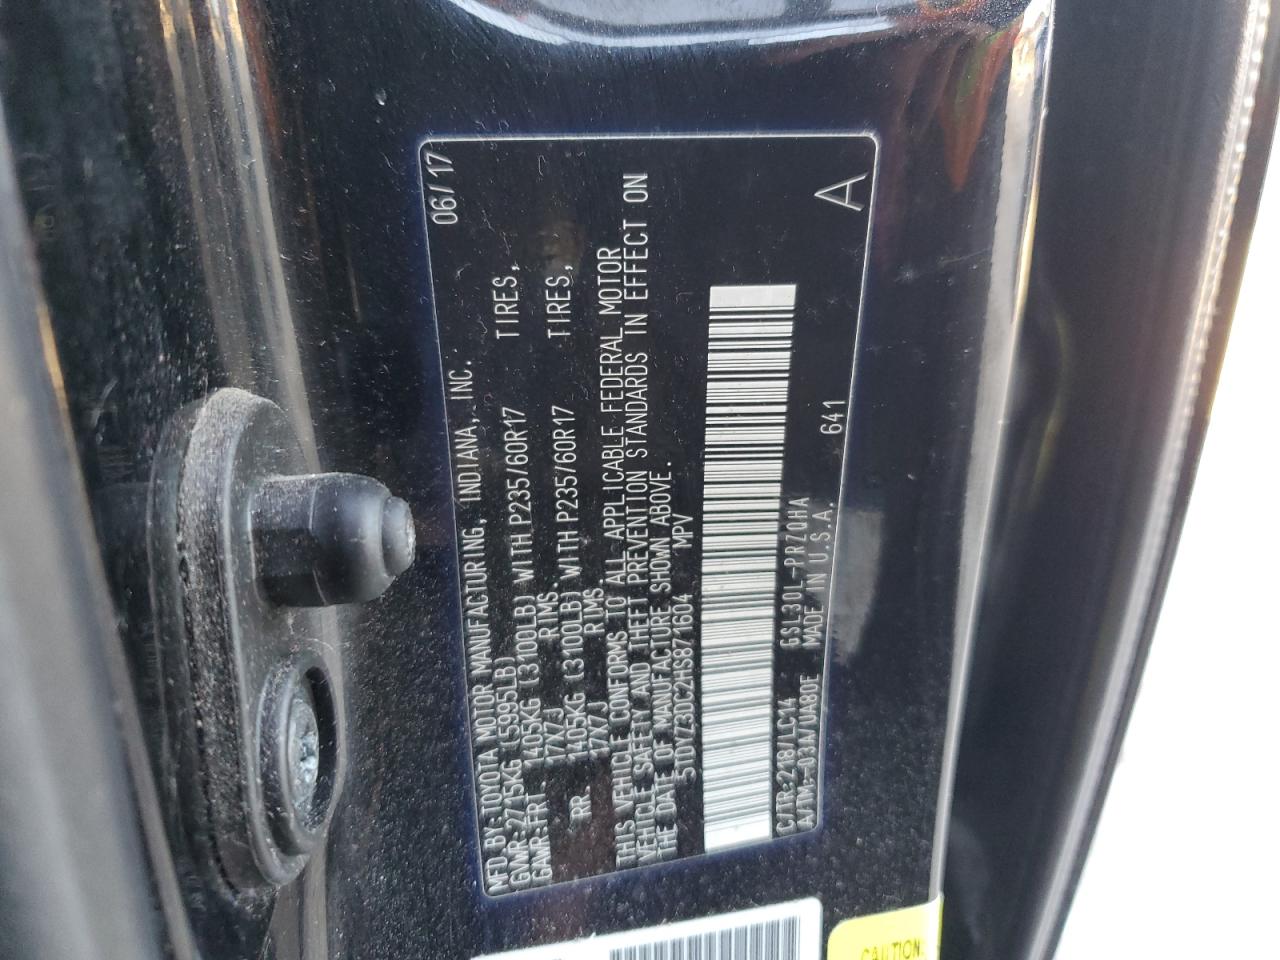 MFD.BY:TOYOTA MOTOR MANUFACTURING, INDIANA, INC. 06/17
GVWR:2715KG (5995LB)
GAWR:FRT 1405KG (3100LB) WITH P235/60R17 TIRES,
17X7J RIMS.
RR. 1405KG (3100LB) WITH P235/60R17 TIRES,
17X7J RIMS.
THIS VEHICLE CONFORMS TO ALL APPLICABLE FEDERAL MOTOR
VEHICLE SAFETY AND THEFT PREVENTION STANDARDS IN EFFECT ON
THE DATE OF MANUFACTURE SHOWN ABOVE.
5TDYZ3DC2HS871604 MPV
C/TR:218/LC14 GSL30L-PRZQHA
A/TM:-03A/UA80E MADE IN U.S.A. 641 A
CAUTION